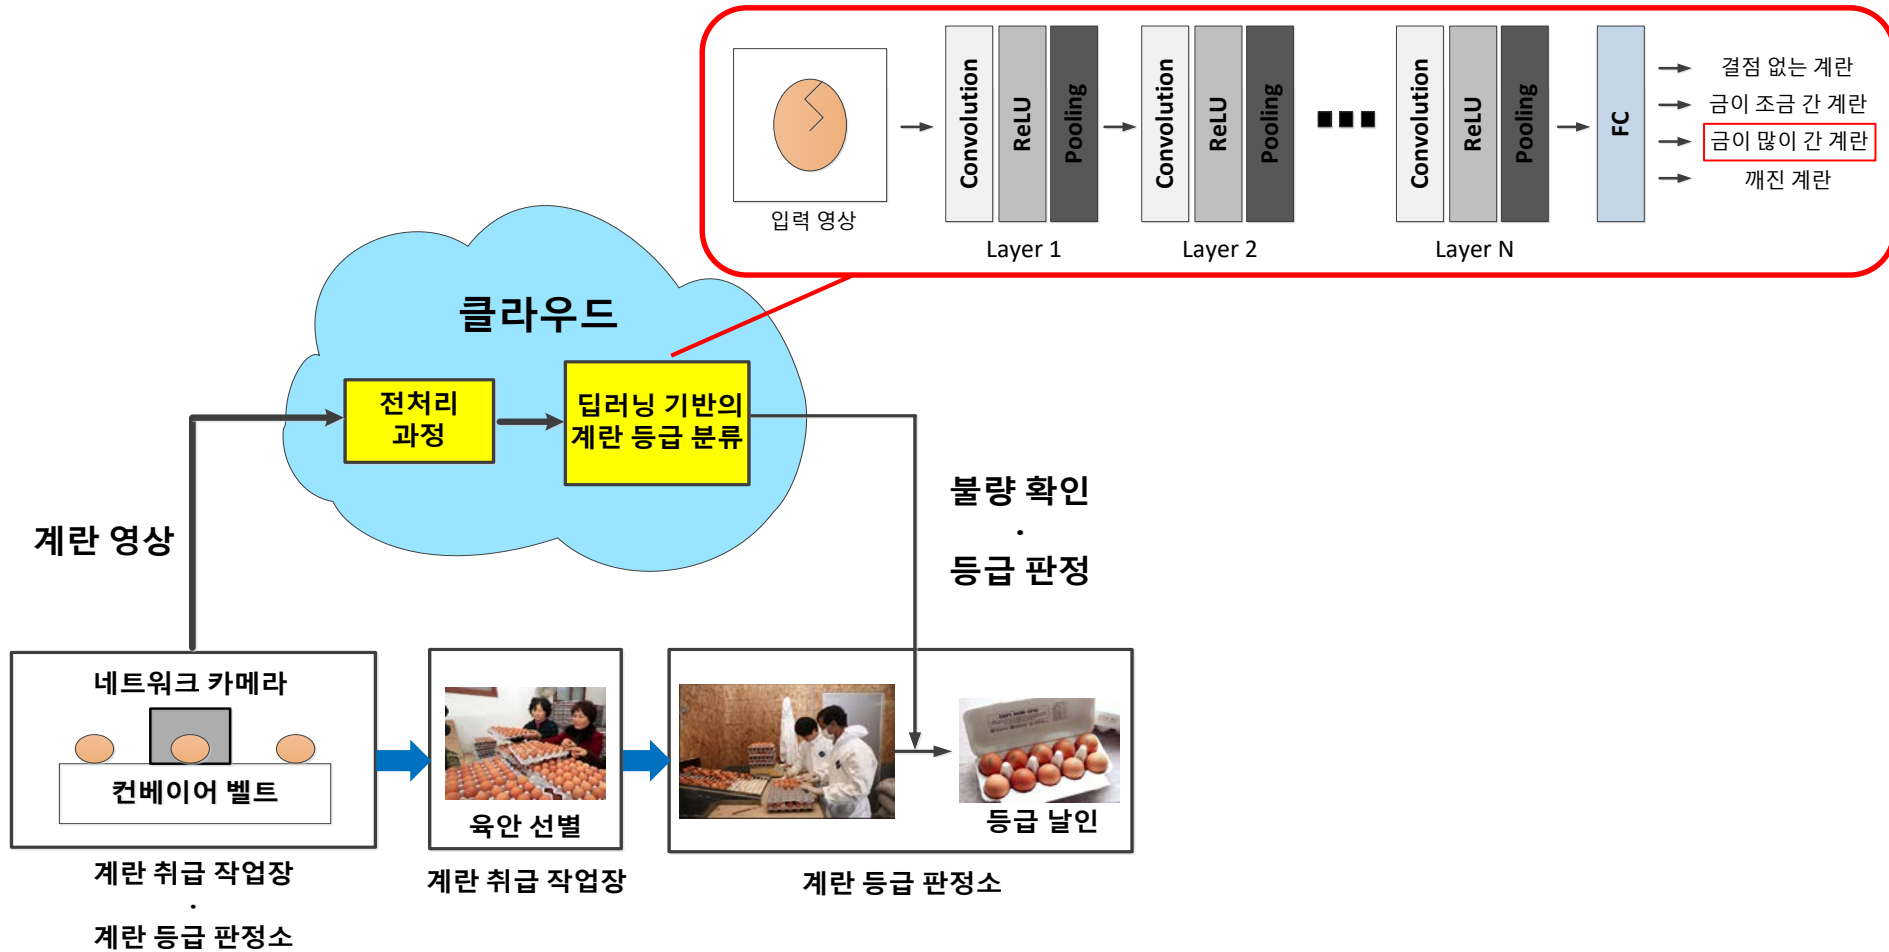 Convolution
ReLU
Pooling
Convolution
ReLU
Pooling
Convolution
ReLU
Pooling
FC
결점 없는 계란
금이 조금 간 계란
금이 많이 간 계란
깨진 계란
입력 영상
Layer 1
Layer 2
Layer N
클라우드
전처리
과정
딥러닝 기반의
계란 등급 분류
계란 영상
불량 확인
·
등급 판정
네트워크 카메라
컨베이어 벨트
육안 선별
등급 날인
계란 취급 작업장
·
계란 등급 판정소
계란 취급 작업장
계란 등급 판정소